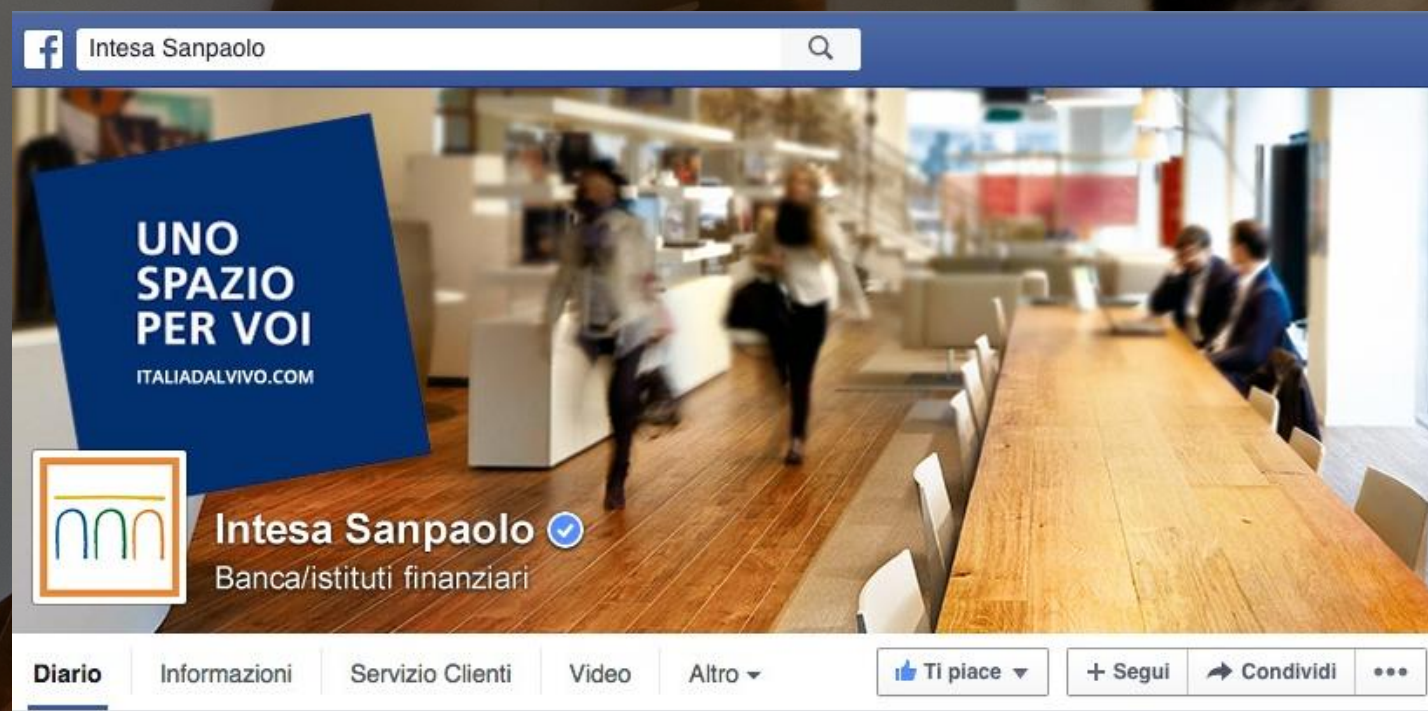 Intesa Sanpaolo
UNO
SPAZIO
PER VOI
ITALIADALVIVO.COM
Intesa Sanpaolo
Banca/istituti finanziari
Diario Informazioni Servizio Clienti Video Altro Ti piace + Segui Condividi